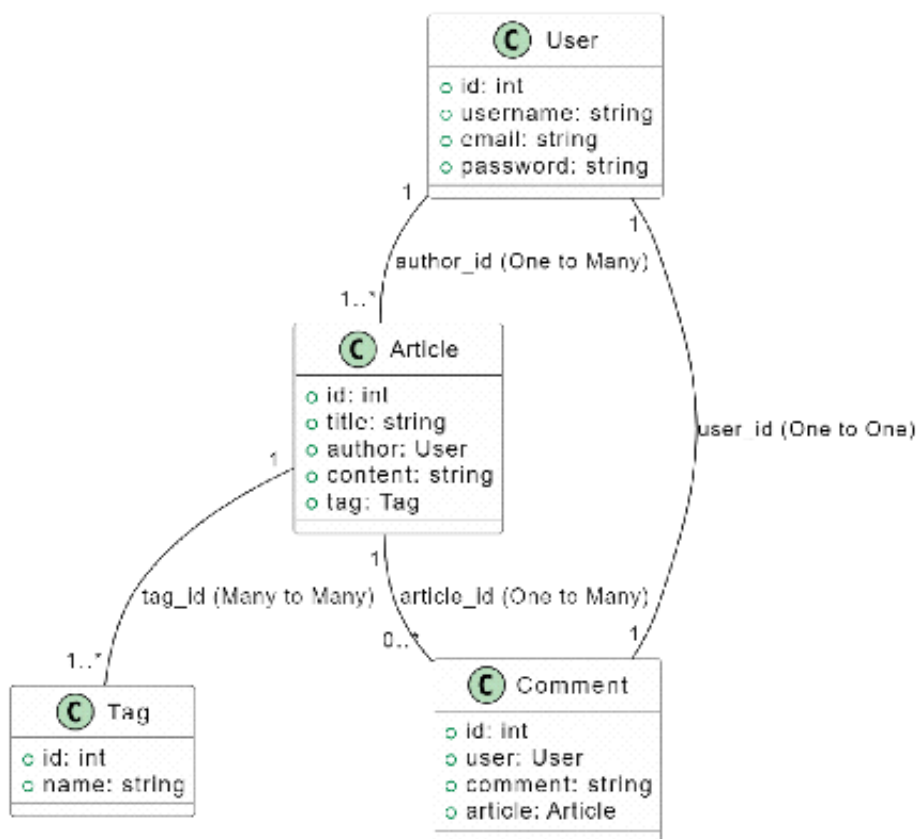 C User
id: int
username: string
email: string
password: string
1
1
author_id (One to Many)
1..*
C Article
id: int
title: string
author: User
content: string
tag: Tag
user_id (One to One)
1
1
tag_id (Many to Many)
article_id (One to Many)
0..*
1
1..*
C Tag
id: int
name: string
C Comment
id: int
user: User
comment: string
article: Article